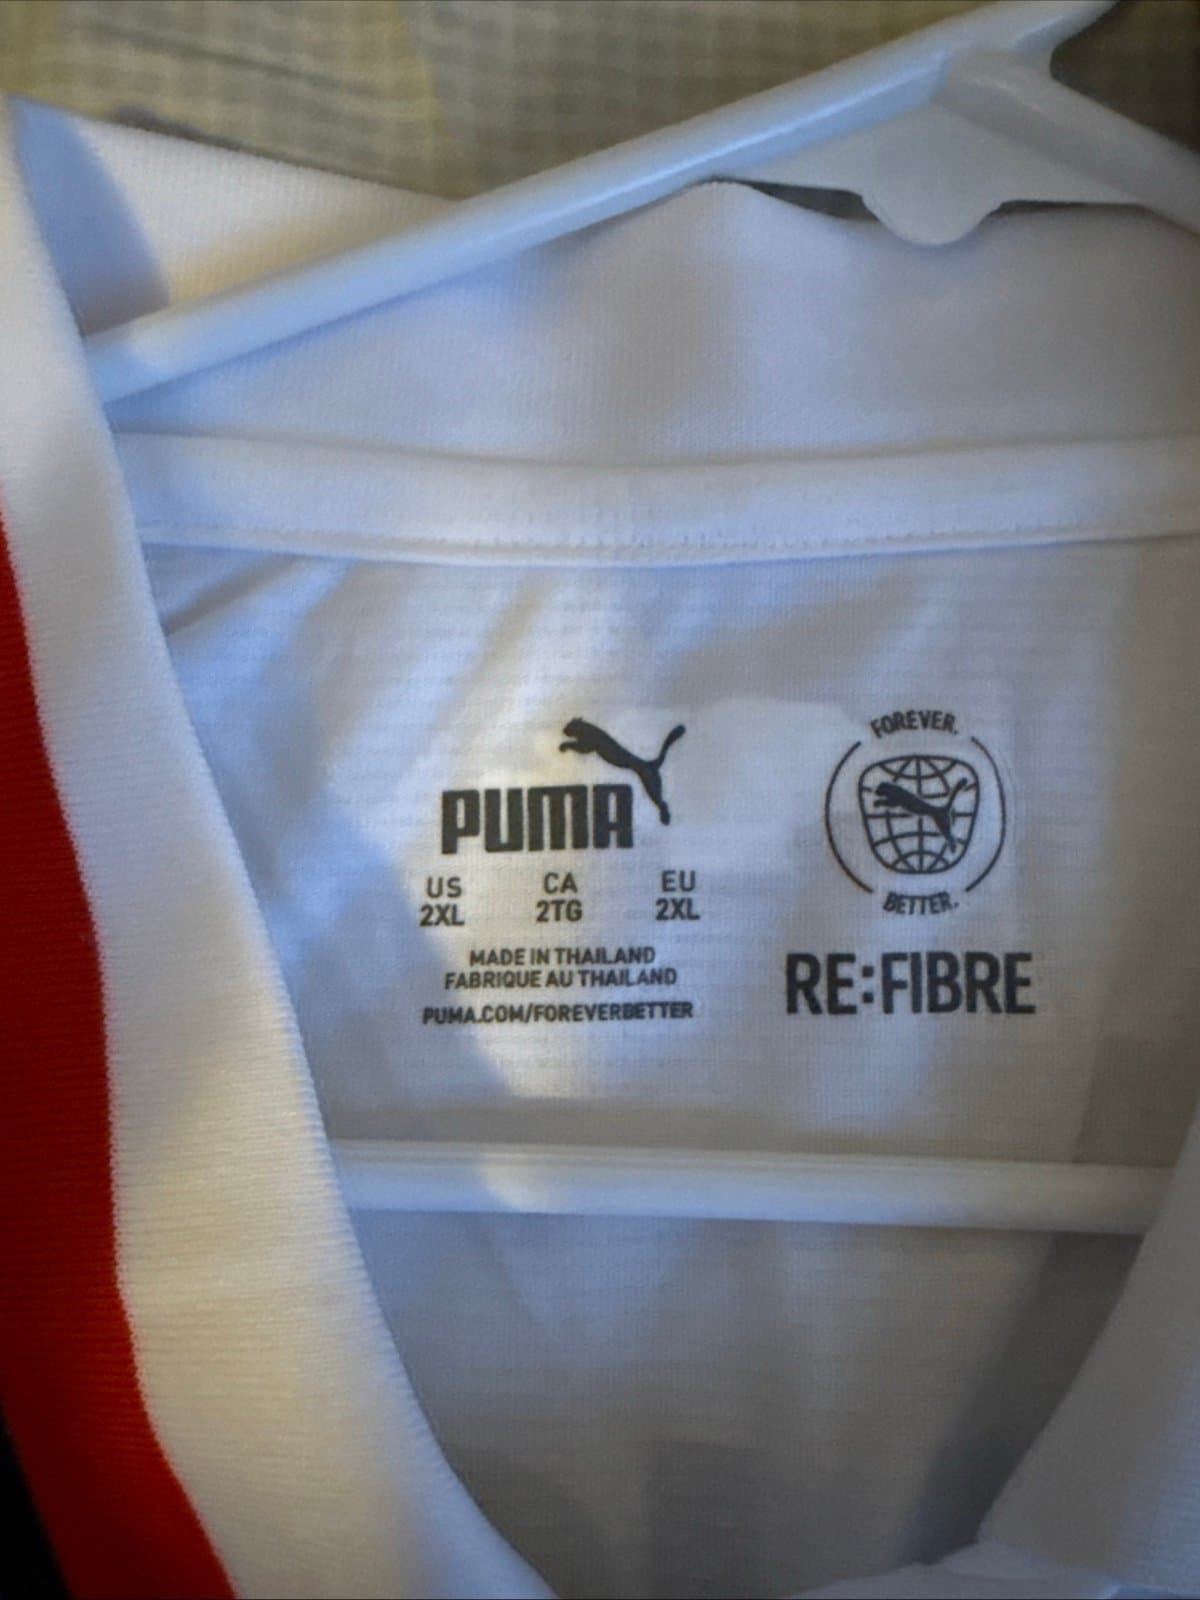 PUMA
US CA EU
2XL 2TG 2XL
MADE IN THAILAND
FABRIQUE AU THAILAND
PUMA.COM/FOREVERBETTER
FOREVER.
BETTER.
RE:FIBRE